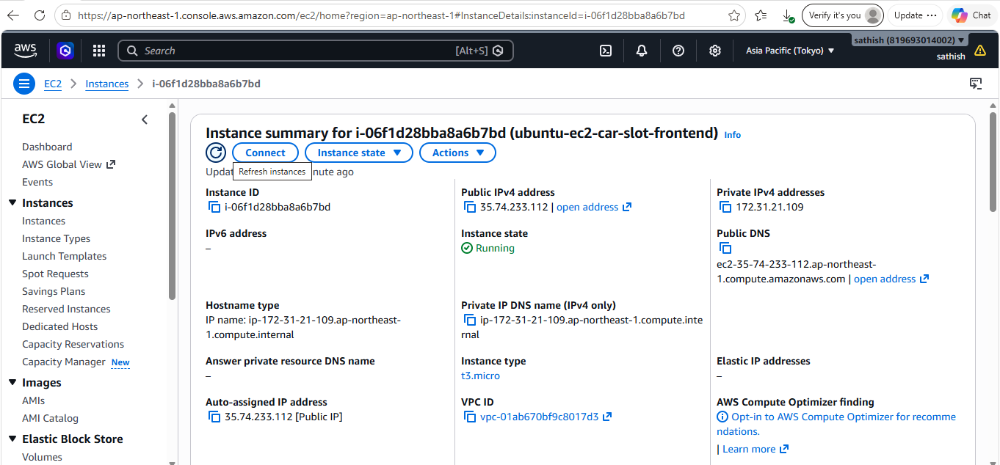 https://ap-northeast-1.console.aws.amazon.com/ec2/home?region=ap-northeast-1#InstanceDetails:instanceId=i-06f1d28bba8a6b7bd
Verify it's you
Update
Chat
aws
Search
[Alt+S]
Asia Pacific (Tokyo)
sathish (819693014002)
sathish
EC2
Instances
i-06f1d28bba8a6b7bd
EC2
Dashboard
AWS Global View
Events
Instances
Instances
Instance Types
Launch Templates
Spot Requests
Savings Plans
Reserved Instances
Dedicated Hosts
Capacity Reservations
Capacity Manager New
Images
AMIs
AMI Catalog
Elastic Block Store
Volumes
Instance summary for i-06f1d28bba8a6b7bd (ubuntu-ec2-car-slot-frontend) Info
Connect
Instance state
Actions
Updat
Refresh instances
nute ago
Instance ID
i-06f1d28bba8a6b7bd
Public IPv4 address
35.74.233.112 | open address
Private IPv4 addresses
172.31.21.109
IPv6 address
–
Instance state
Running
Public DNS
ec2-35-74-233-112.ap-northeast-
1.compute.amazonaws.com | open address
Hostname type
IP name: ip-172-31-21-109.ap-northeast-
1.compute.internal
Private IP DNS name (IPv4 only)
ip-172-31-21-109.ap-northeast-1.compute.inte
rnal
Answer private resource DNS name
–
Instance type
t3.micro
Elastic IP addresses
–
Auto-assigned IP address
35.74.233.112 [Public IP]
VPC ID
vpc-01ab670bf9c8017d3
AWS Compute Optimizer finding
Opt-in to AWS Compute Optimizer for recomme
ndations.
| Learn more